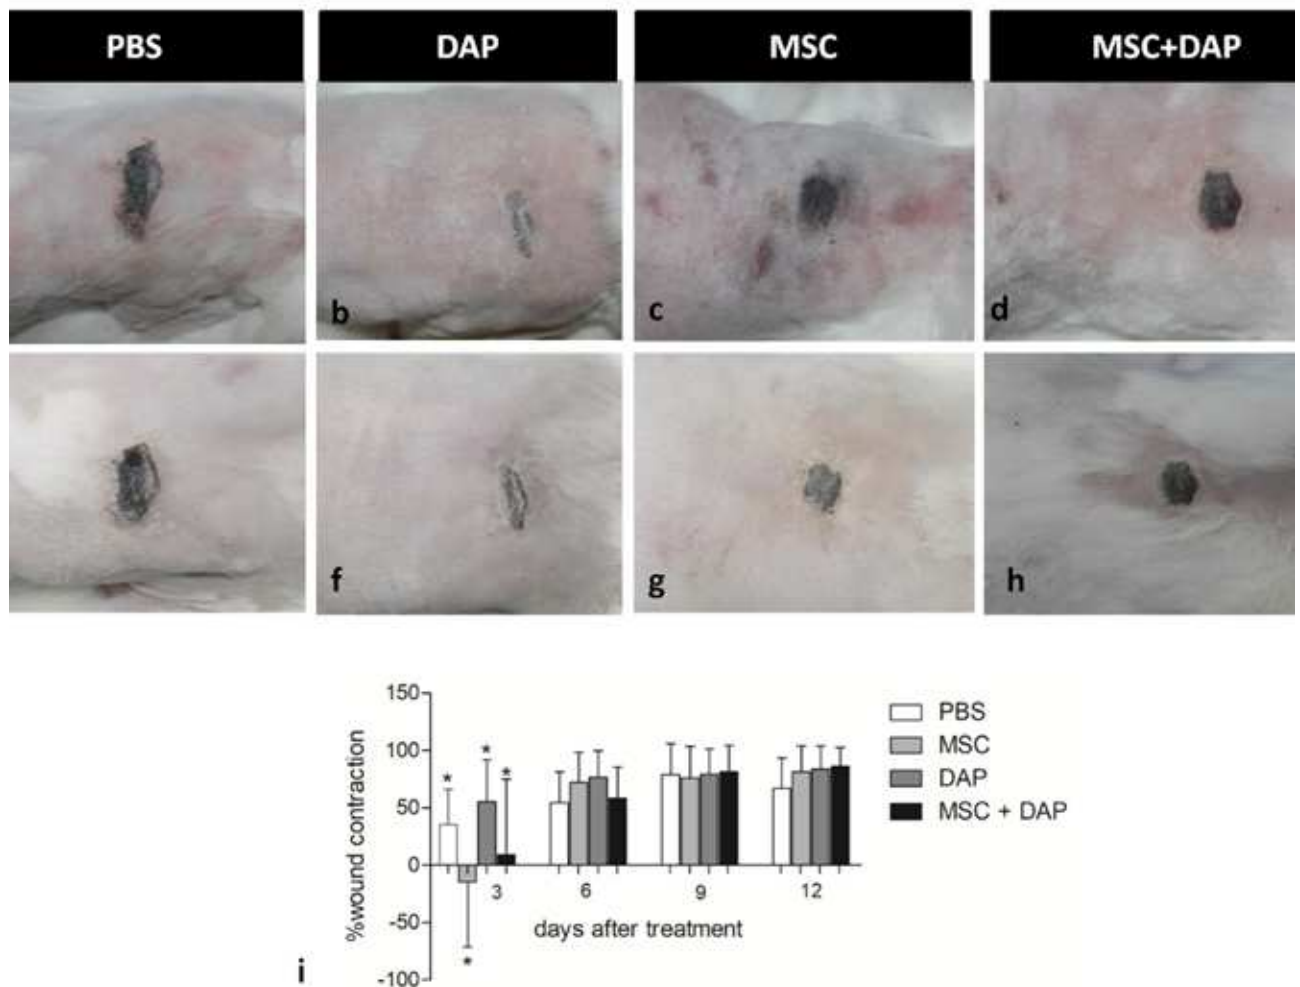 PBS DAP MSC MSC+DAP
b c d
f g h
150
100
50
0
-50
-100
%wound contraction
* * * *
3 6 9 12
days after treatment
PBS
MSC
DAP
MSC + DAP
i